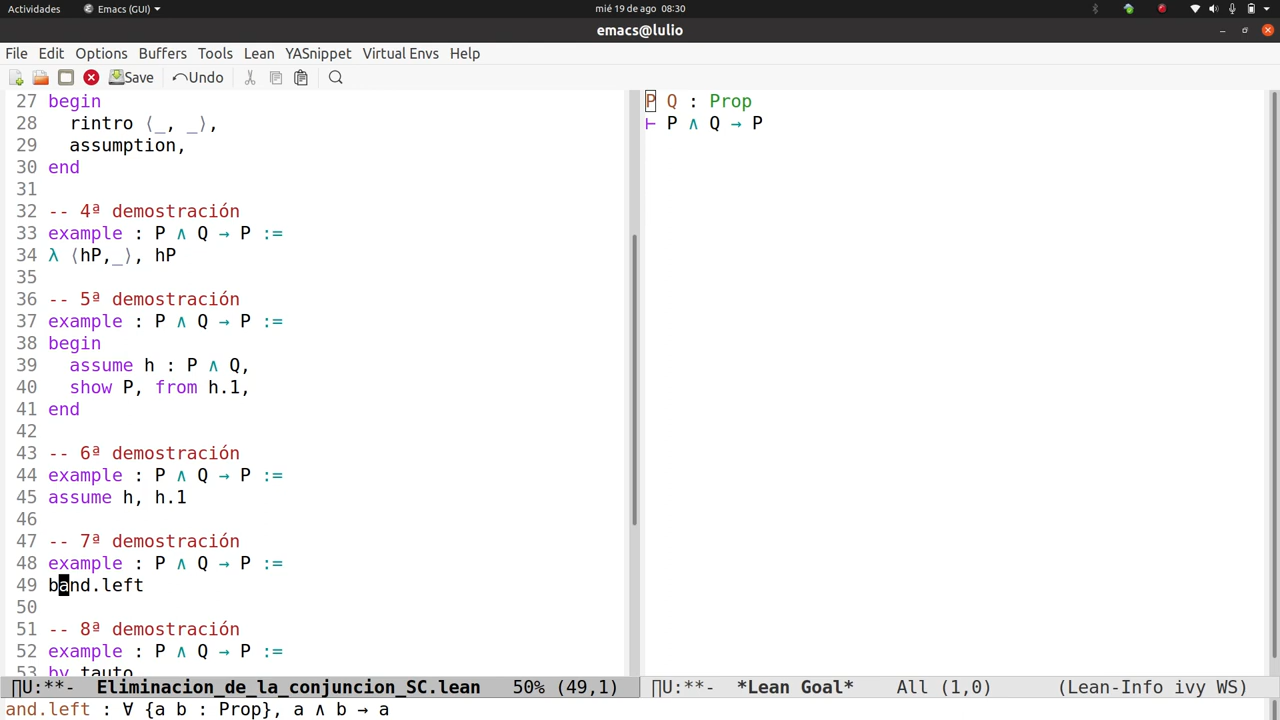 Actividades Emacs (GUI) mié 19 de ago 08:30
emacs@lulio
File Edit Options Buffers Tools Lean YASnippet Virtual Envs Help
Save Undo
27 begin
28 rintro ⟨_, _⟩,
29 assumption,
30 end
31
32 -- 4ª demostración
33 example : P ∧ Q → P :=
34 λ ⟨hP,_⟩, hP
35
36 -- 5ª demostración
37 example : P ∧ Q → P :=
38 begin
39 assume h : P ∧ Q,
40 show P, from h.1,
41 end
42
43 -- 6ª demostración
44 example : P ∧ Q → P :=
45 assume h, h.1
46
47 -- 7ª demostración
48 example : P ∧ Q → P :=
49 band.left
50
51 -- 8ª demostración
52 example : P ∧ Q → P :=
53 by tauto
∏U:**- Eliminacion_de_la_conjuncion_SC.lean 50% (49,1)
P Q : Prop
⊢ P ∧ Q → P
∏U:**- *Lean Goal* All (1,0) (Lean-Info ivy WS)
and.left : ∀ {a b : Prop}, a ∧ b → a